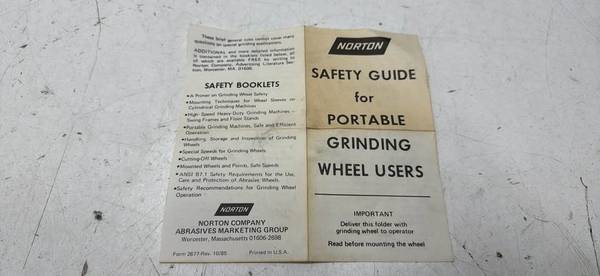 These brief general rules cannot cover many
questions on special grinding applications.
ADDITIONAL and more detailed information
is contained in the booklets listed below, all
of which are available FREE by writing to
Norton Company, Advertising Literature Sec-
tion, Worcester, MA. 01606.
SAFETY BOOKLETS
•A Primer on Grinding Wheel Safety
•Mounting Techniques for Wheel Sleeves on
Cylindrical Grinding Machines
•High Speed Heavy-Duty Grinding Machines -
Swing Frames and Floor Stands
•Portable Grinding Machines, Safe and Efficient
Operation
•Handling, Storage and Inspection of Grinding
Wheels
•Special Speeds for Grinding Wheels
•Cutting-Off Wheels
•Mounted Wheels and Points, Safe Speeds
•ANSI B7.1 Safety Requirements for the Use,
Care and Protection of Abrasive Wheels.
•Safety Recommendations for Grinding Wheel
Operation
NORTON
NORTON COMPANY
ABRASIVES MARKETING GROUP
Worcester, Massachusetts 01606-2698
Form 2677-Rev. 10/85 Printed in U.S.A.
NORTON
SAFETY GUIDE
for
PORTABLE
GRINDING
WHEEL USERS
IMPORTANT
Deliver this folder with
grinding wheel to operator
Read before mounting the wheel